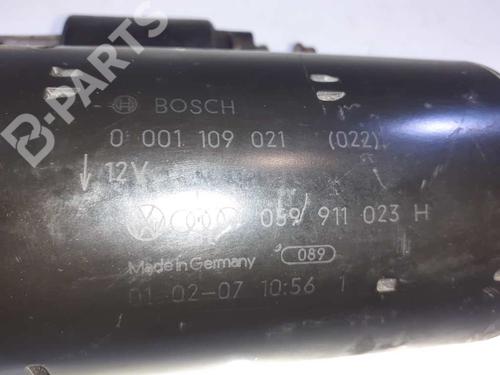 B-PARTS
BOSCH
0 001 109 021 (022)
12V
059 911 023 H
Made in Germany 089
01 02-07 10:56 1